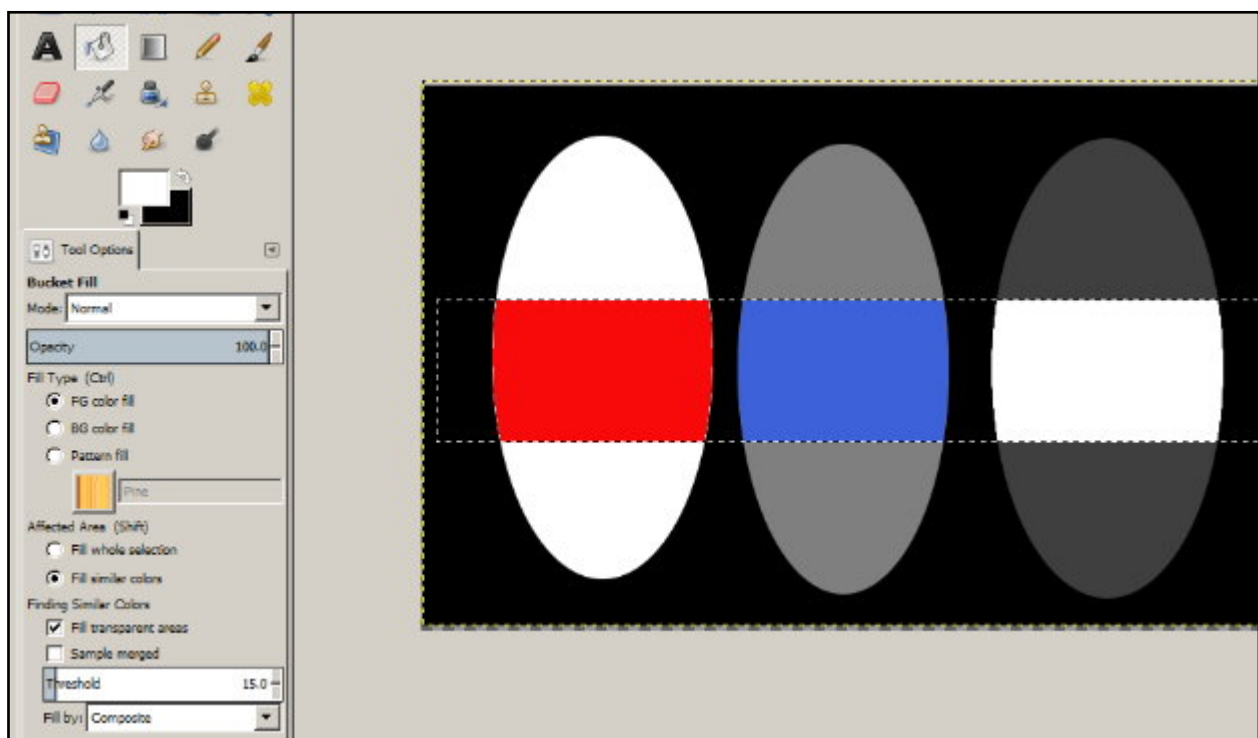 Tool Options
Bucket Fill
Mode: Normal
Opacity 100.0
Fill Type (Ctrl)
FG color fill
BG color fill
Pattern fill
Pine
Affected Area (Shift)
Fill whole selection
Fill similar colors
Finding Similar Colors
Fill transparent areas
Sample merged
Threshold 15.0
Fill by: Composite